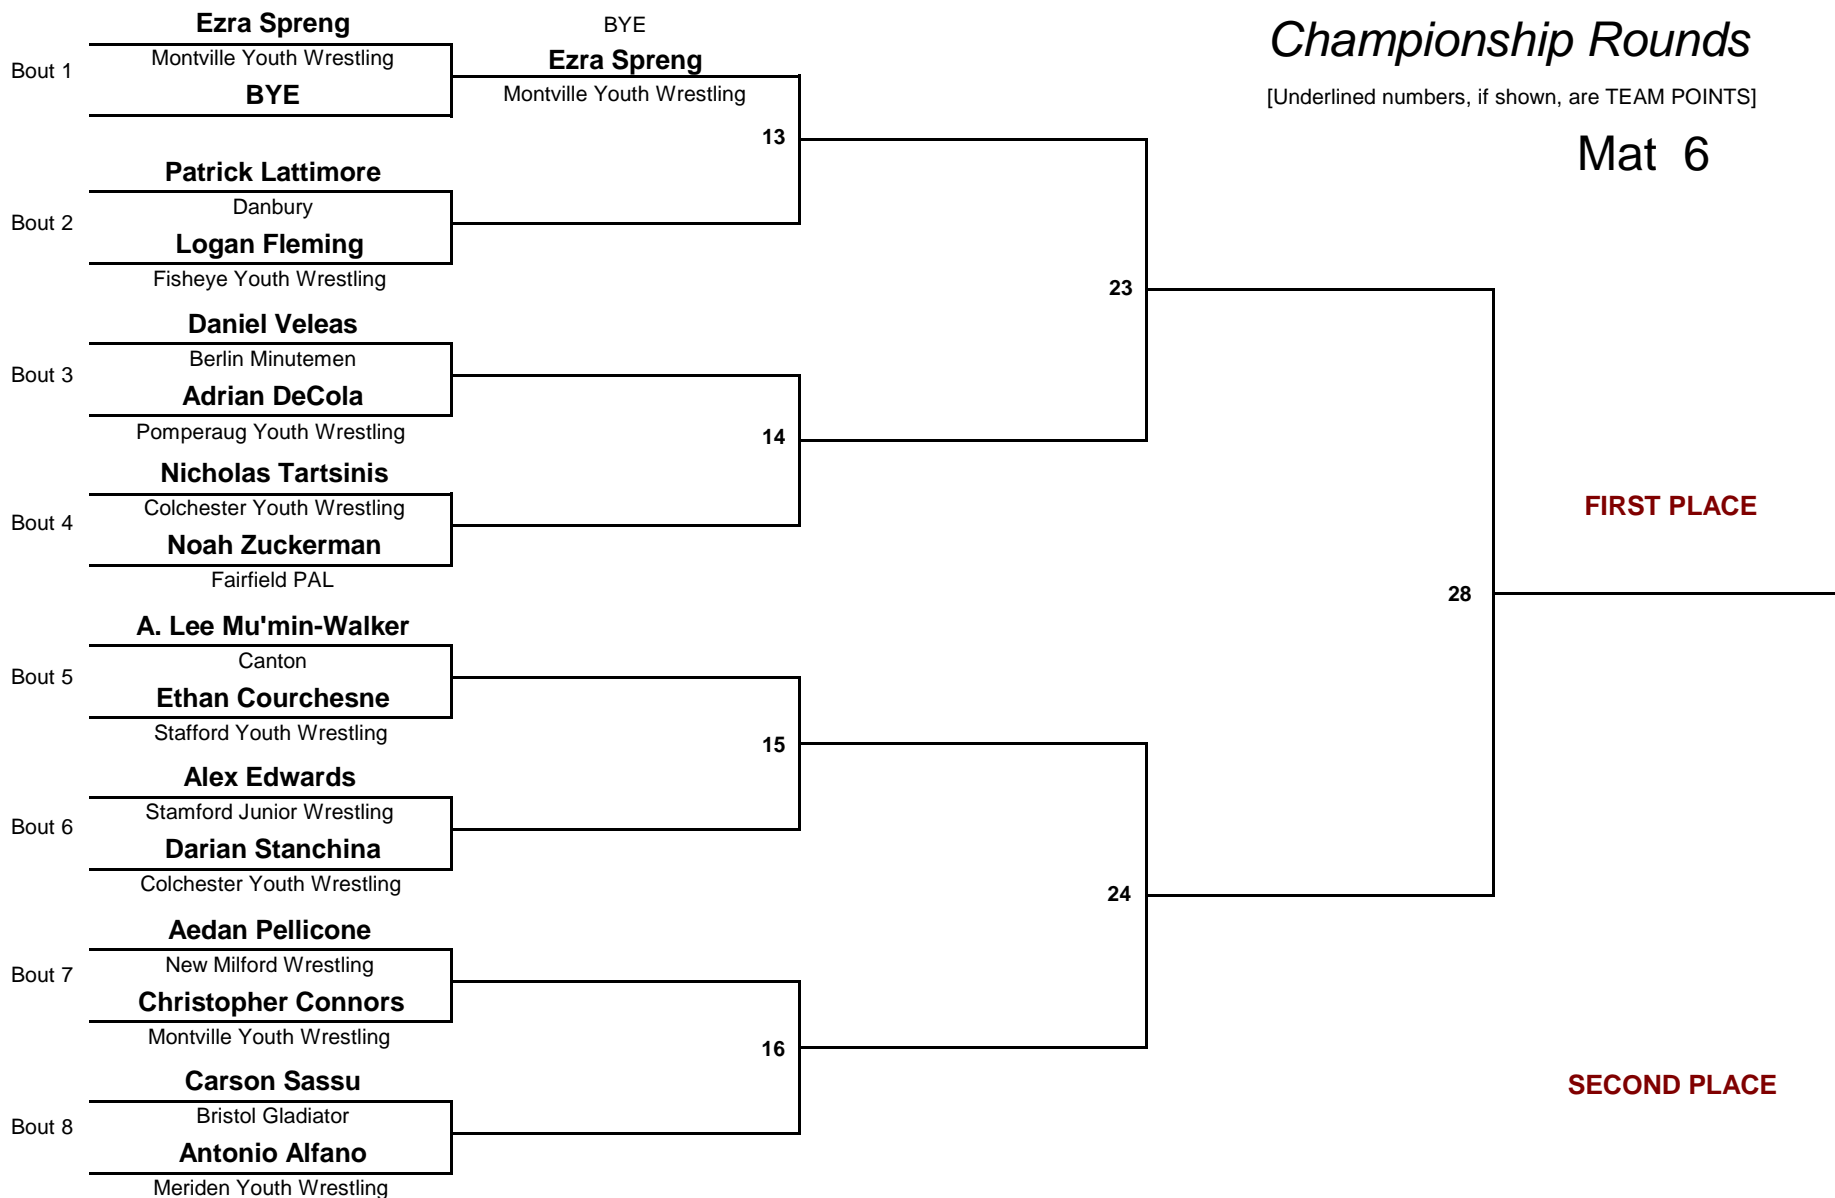 Championship Rounds
[Underlined numbers, if shown, are TEAM POINTS]
Mat 6
Bout 1
Ezra Spreng
Montville Youth Wrestling
BYE
BYE
Ezra Spreng
Montville Youth Wrestling
13
Bout 2
Patrick Lattimore
Danbury
Logan Fleming
Fisheye Youth Wrestling
23
Bout 3
Daniel Veleas
Berlin Minutemen
Adrian DeCola
Pomperaug Youth Wrestling
14
Bout 4
Nicholas Tartsinis
Colchester Youth Wrestling
Noah Zuckerman
Fairfield PAL
FIRST PLACE
28
Bout 5
A. Lee Mu'min-Walker
Canton
Ethan Courchesne
Stafford Youth Wrestling
15
Bout 6
Alex Edwards
Stamford Junior Wrestling
Darian Stanchina
Colchester Youth Wrestling
24
Bout 7
Aedan Pellicone
New Milford Wrestling
Christopher Connors
Montville Youth Wrestling
16
Bout 8
Carson Sassu
Bristol Gladiator
Antonio Alfano
Meriden Youth Wrestling
SECOND PLACE